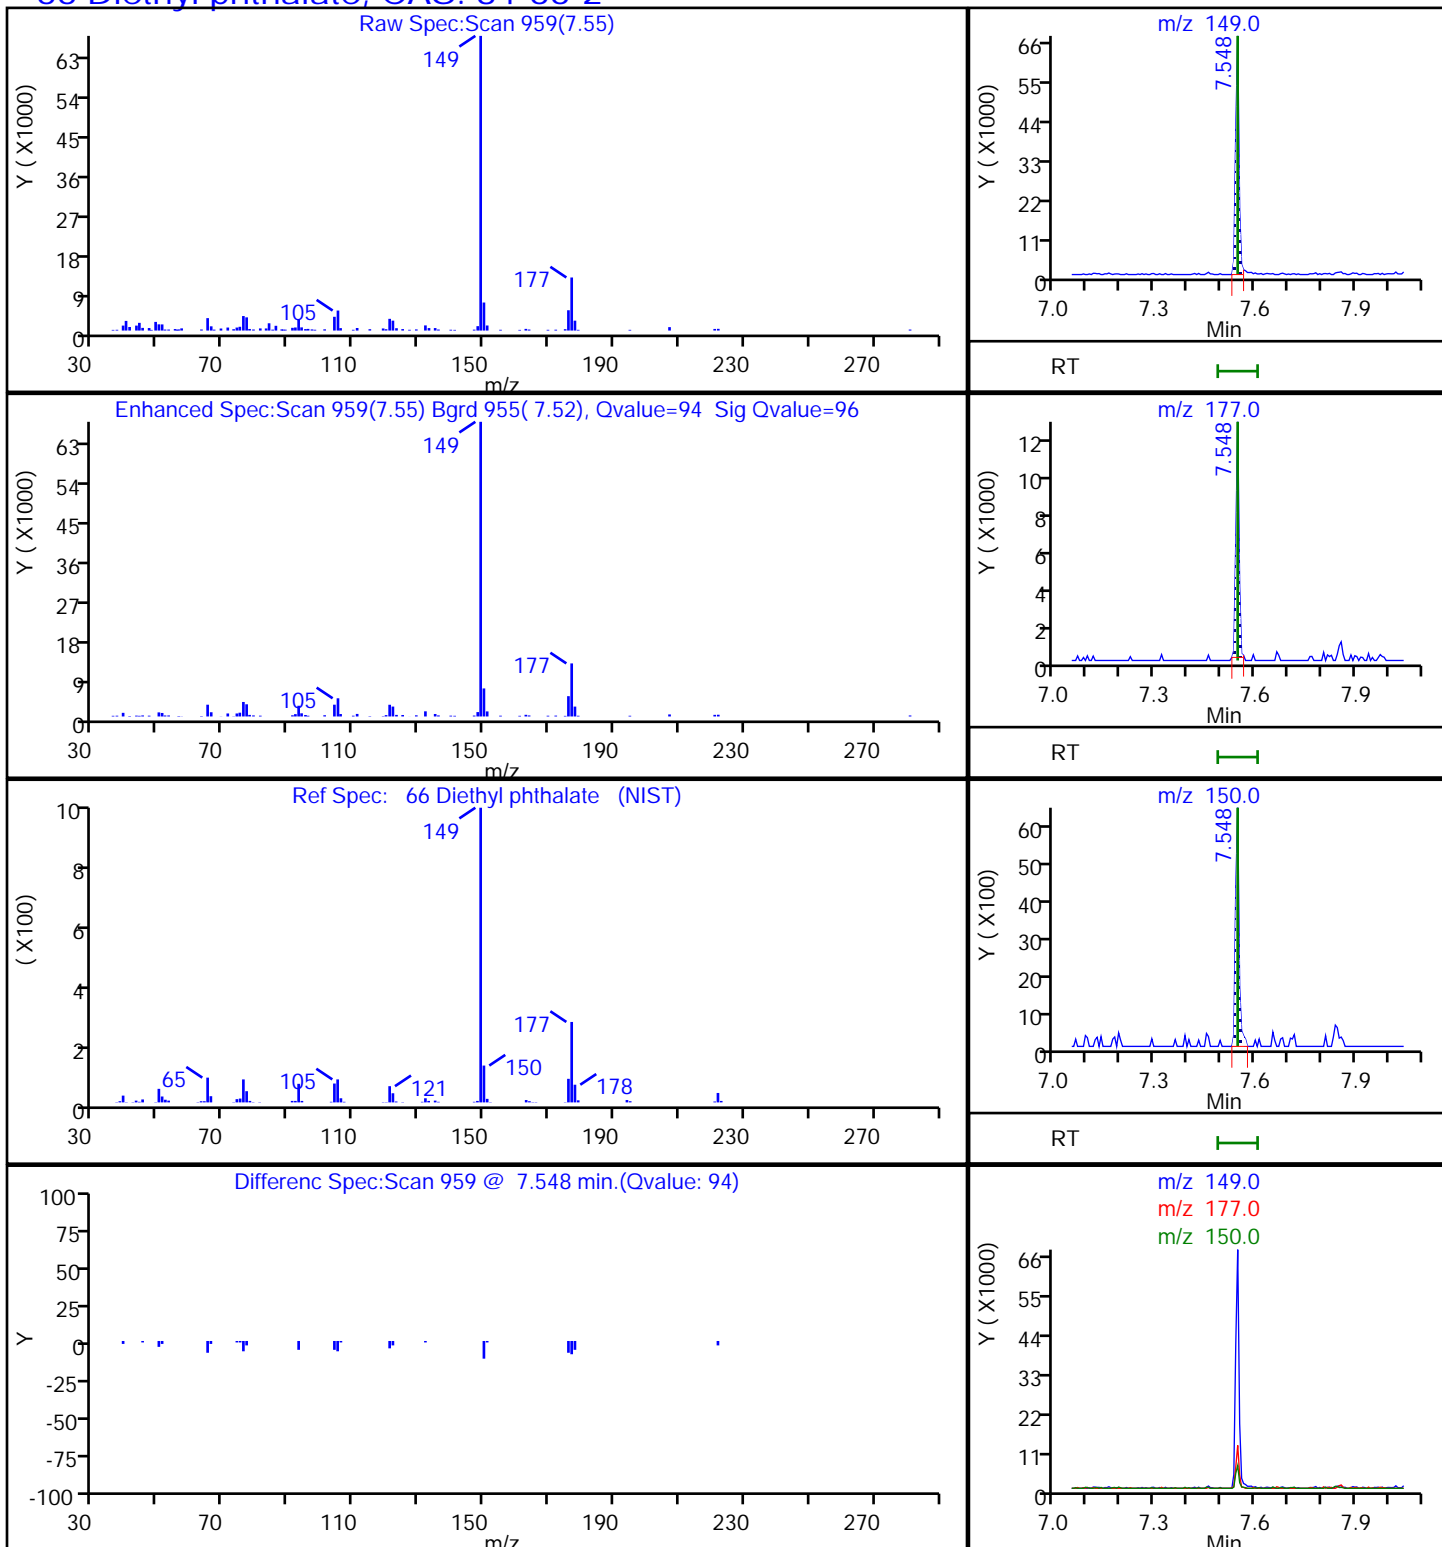 66 Diethyl phthalate, CAS: 84-66-2
Raw Spec:Scan 959(7.55)
Y ( X1000)
63
54
45
36
27
18
9
0
149
177
105
30 70 110 150 190 230 270
m/z
m/z 149.0
Y ( X1000)
66
55
44
33
22
11
0
7.548
7.0 7.3 7.6 7.9
Min
RT
Enhanced Spec:Scan 959(7.55) Bgrd 955( 7.52), Qvalue=94 Sig Qvalue=96
Y ( X1000)
63
54
45
36
27
18
9
0
149
177
105
30 70 110 150 190 230 270
m/z
m/z 177.0
Y ( X1000)
12
10
8
6
4
2
0
7.548
7.0 7.3 7.6 7.9
Min
RT
Ref Spec: 66 Diethyl phthalate (NIST)
( X100)
10
8
6
4
2
0
149
177
150
65
105
121
178
30 70 110 150 190 230 270
m/z 150.0
Y ( X100)
60
50
40
30
20
10
0
7.548
7.0 7.3 7.6 7.9
Min
RT
Differenc Spec:Scan 959 @ 7.548 min.(Qvalue: 94)
Y
100
75
50
25
0
-25
-50
-75
-100
30 70 110 150 190 230 270
m/z
m/z 149.0
m/z 177.0
m/z 150.0
Y ( X1000)
66
55
44
33
22
11
0
7.0 7.3 7.6 7.9
Min